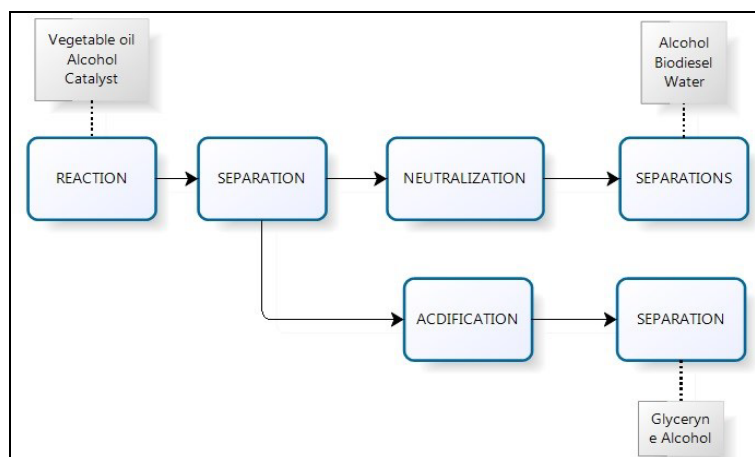 Vegetable oil
Alcohol
Catalyst
Alcohol
Biodiesel
Water
REACTION
SEPARATION
NEUTRALIZATION
SEPARATIONS
ACDIFICATION
SEPARATION
Glyceryn
e Alcohol